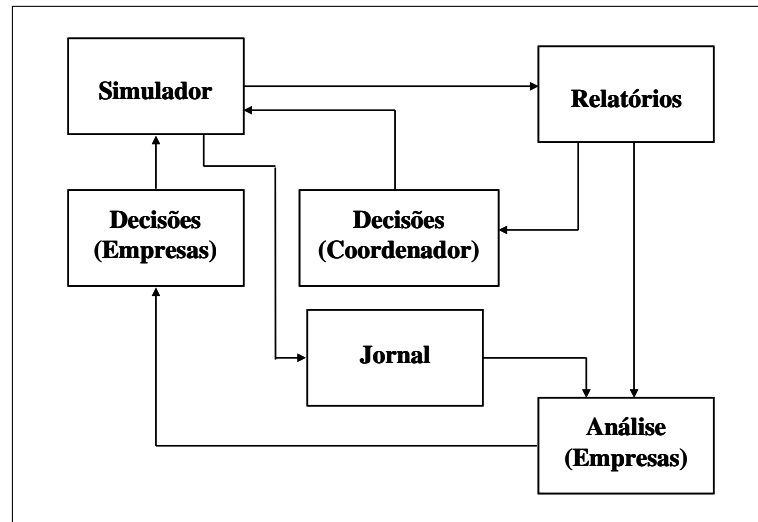 Simulador
Relatórios
Decisões
(Empresas)
Decisões
(Coordenador)
Jornal
Análise
(Empresas)